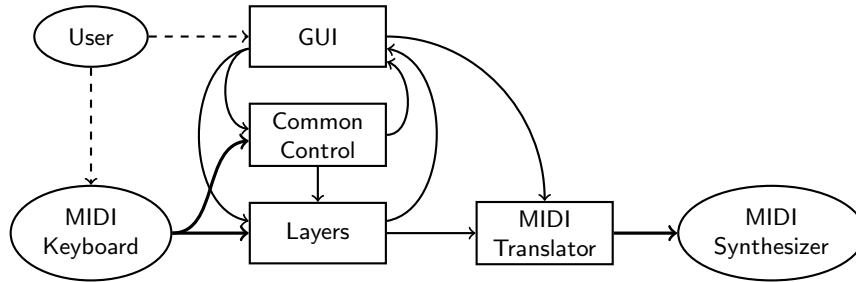 User
GUI
Common
Control
MIDI
Keyboard
Layers
MIDI
Translator
MIDI
Synthesizer